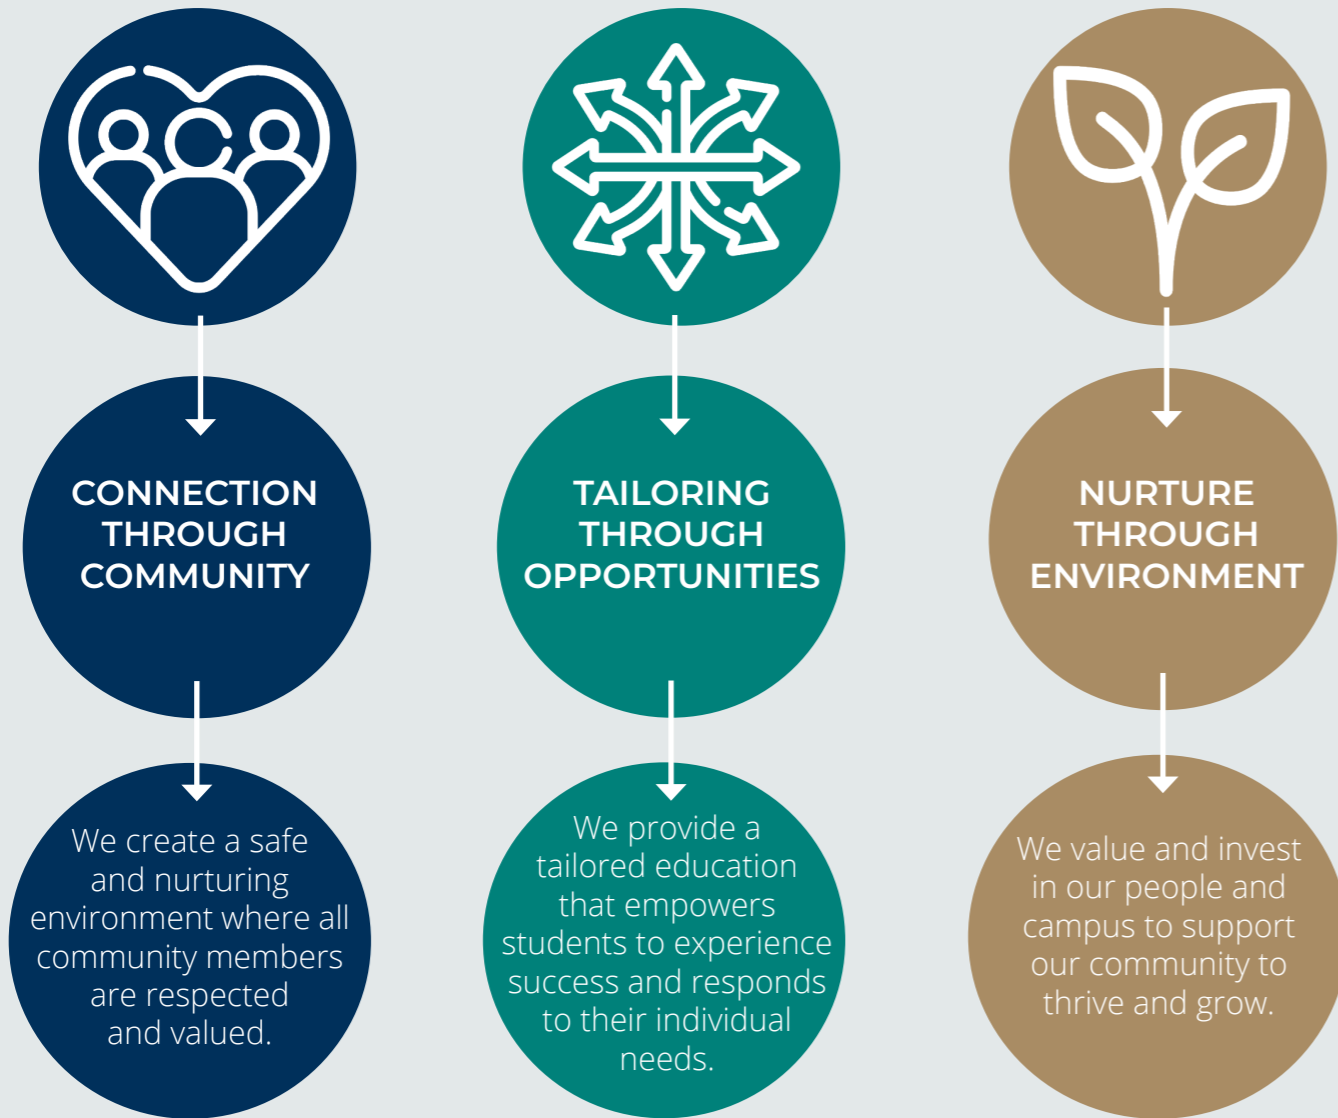 CONNECTION
THROUGH
COMMUNITY
We create a safe
and nurturing
environment where all
community members
are respected
and valued.
TAILORING
THROUGH
OPPORTUNITIES
We provide a
tailored education
that empowers
students to experience
success and responds
to their individual
needs.
NURTURE
THROUGH
ENVIRONMENT
We value and invest
in our people and
campus to support
our community to
thrive and grow.